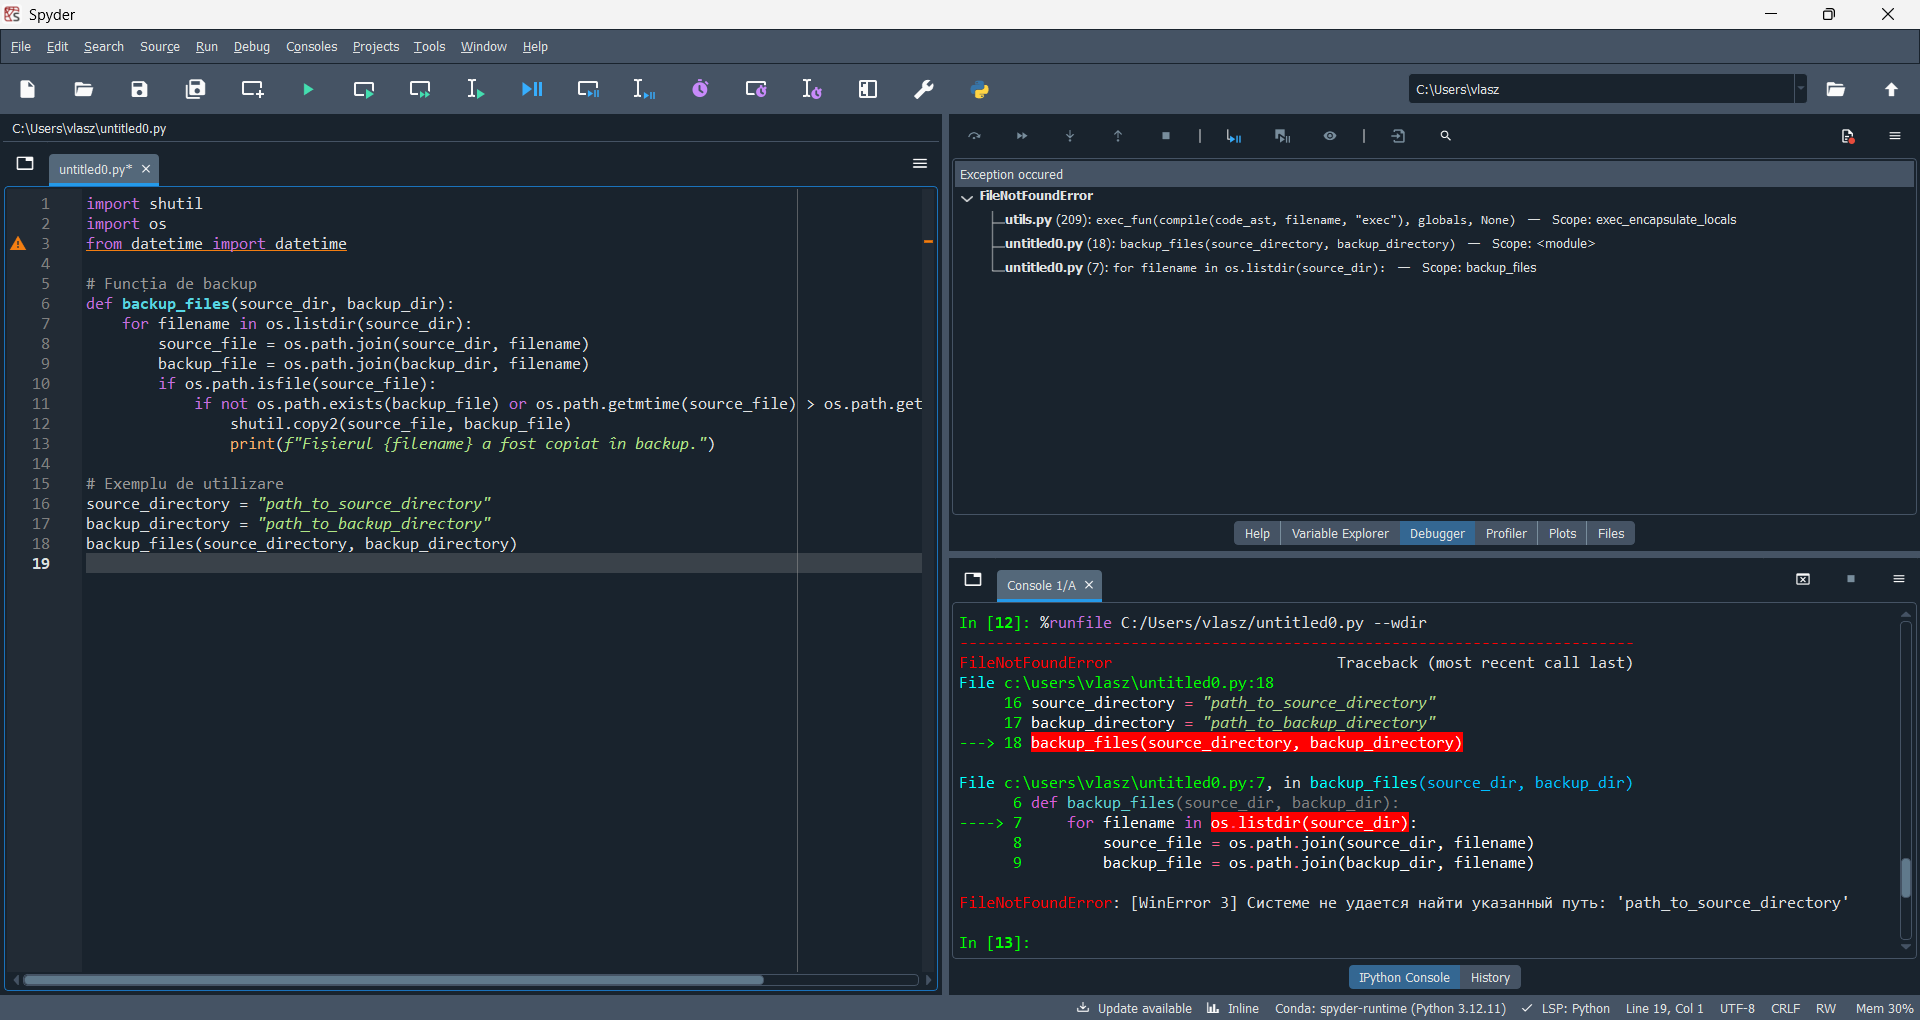 Spyder
File Edit Search Source Run Debug Consoles Projects Tools Window Help
C:\Users\vlasz
C:\Users\vlasz\untitled0.py
untitled0.py*
1 import shutil
2 import os
3 from datetime import datetime
4
5 # Funcția de backup
6 def backup_files(source_dir, backup_dir):
7 for filename in os.listdir(source_dir):
8 source_file = os.path.join(source_dir, filename)
9 backup_file = os.path.join(backup_dir, filename)
10 if os.path.isfile(source_file):
11 if not os.path.exists(backup_file) or os.path.getmtime(source_file) > os.path.get
12 shutil.copy2(source_file, backup_file)
13 print(f"Fișierul {filename} a fost copiat în backup.")
14
15 # Exemplu de utilizare
16 source_directory = "path_to_source_directory"
17 backup_directory = "path_to_backup_directory"
18 backup_files(source_directory, backup_directory)
19
Exception occured
FileNotFoundError
utils.py (209): exec_fun(compile(code_ast, filename, "exec"), globals, None) — Scope: exec_encapsulate_locals
untitled0.py (18): backup_files(source_directory, backup_directory) — Scope: <module>
untitled0.py (7): for filename in os.listdir(source_dir): — Scope: backup_files
Help Variable Explorer Debugger Profiler Plots Files
Console 1/A
In [12]: %runfile C:/Users/vlasz/untitled0.py --wdir
---------------------------------------------------------------------------
FileNotFoundError Traceback (most recent call last)
File c:\users\vlasz\untitled0.py:18
16 source_directory = "path_to_source_directory"
17 backup_directory = "path_to_backup_directory"
---> 18 backup_files(source_directory, backup_directory)
File c:\users\vlasz\untitled0.py:7, in backup_files(source_dir, backup_dir)
6 def backup_files(source_dir, backup_dir):
----> 7 for filename in os.listdir(source_dir):
8 source_file = os.path.join(source_dir, filename)
9 backup_file = os.path.join(backup_dir, filename)
FileNotFoundError: [WinError 3] Системе не удается найти указанный путь: 'path_to_source_directory'
In [13]:
IPython Console History
Update available Inline Conda: spyder-runtime (Python 3.12.11) LSP: Python Line 19, Col 1 UTF-8 CRLF RW Mem 30%